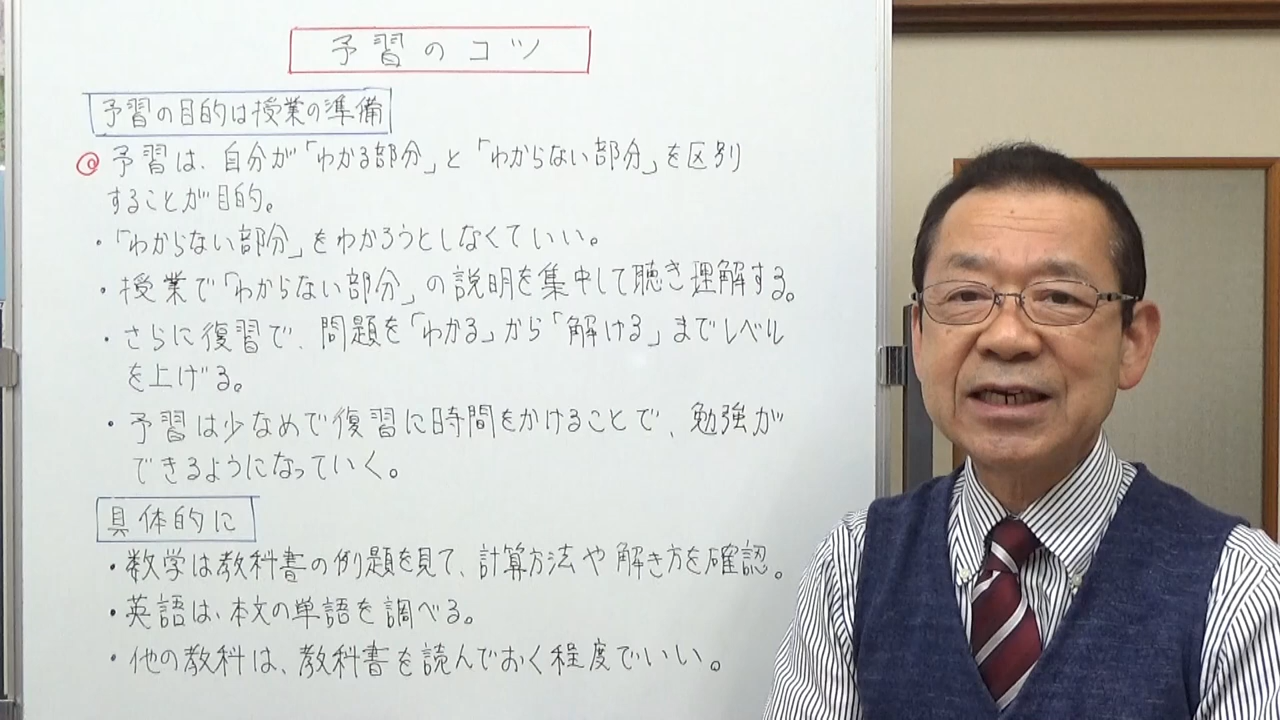 予習のコツ
予習の目的は授業の準備
◎ 予習は、自分が「わかる部分」と「わからない部分」を区別
することが目的。
・「わからない部分」をわかろうとしなくていい。
・授業で「わからない部分」の説明を集中して聴き理解する。
・さらに復習で、問題を「わかる」から「解ける」までレベル
を上げる。
・予習は少なめで復習に時間をかけることで、勉強が
できるようになっていく。
具体的に
・数学は教科書の例題を見て、計算方法や解き方を確認。
・英語は、本文の単語を調べる。
・他の教科は、教科書を読んでおく程度でいい。